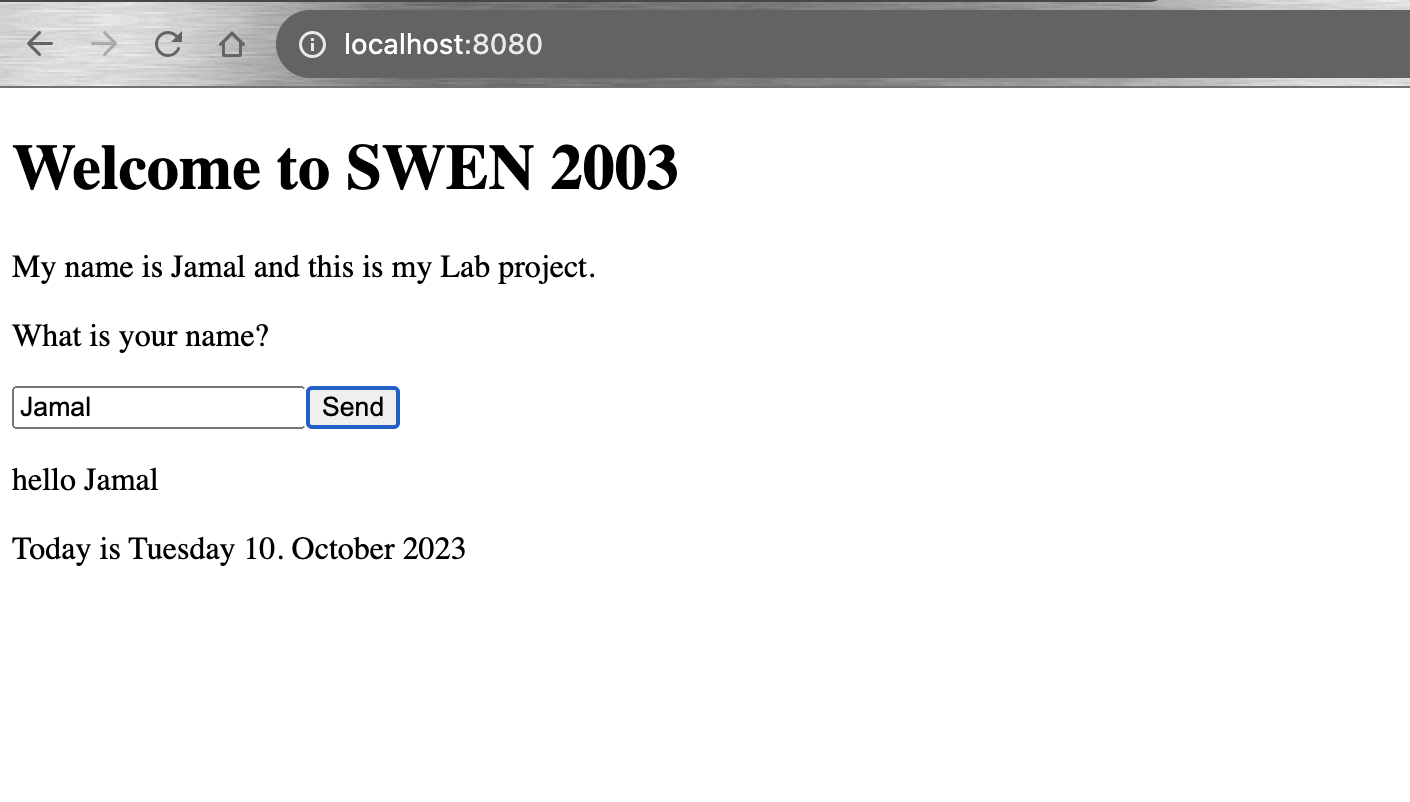 localhost:8080
Welcome to SWEN 2003
My name is Jamal and this is my Lab project.
What is your name?
Jamal Send
hello Jamal
Today is Tuesday 10. October 2023